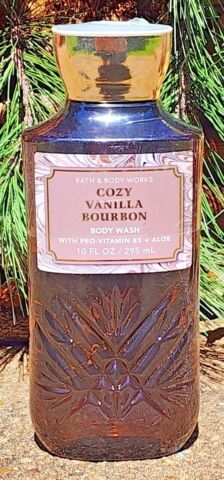 BATH & BODY WORKS
COZY
VANILLA
BOURBON
BODY WASH
WITH PRO-VITAMIN B5 + ALOE
10 FL OZ / 295 mL